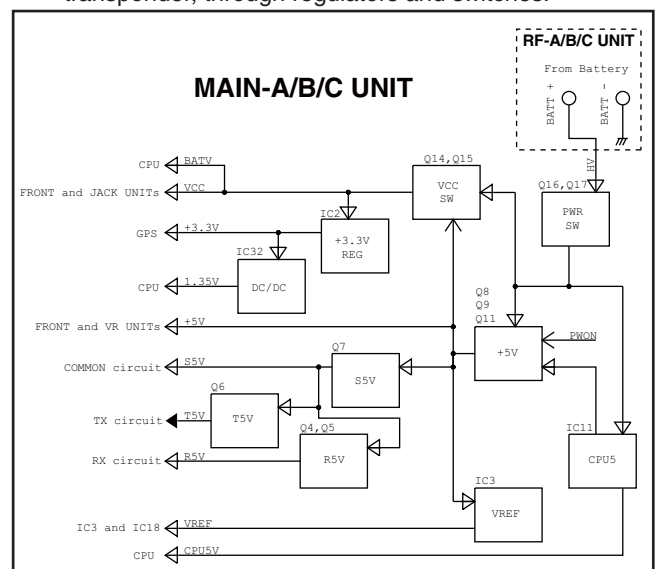 transponder, through regulators and switches.
RF-A/B/C UNIT
From Battery
BATT +
BATT -
MAIN-A/B/C UNIT
HV
Q14,Q15
Q16,Q17
CPU
BATV
FRONT and JACK UNITs
VCC
VCC
SW
PWR
SW
IC2
GPS
+3.3V
+3.3V
REG
IC32
CPU
1.35V
DC/DC
Q8
Q9
Q11
FRONT and VR UNITs
+5V
+5V
PWON
Q7
COMMON circuit
S5V
S5V
Q6
TX circuit
T5V
T5V
Q4,Q5
IC11
RX circuit
R5V
R5V
CPU5
IC3
IC3 and IC18
VREF
VREF
CPU
CPU5V